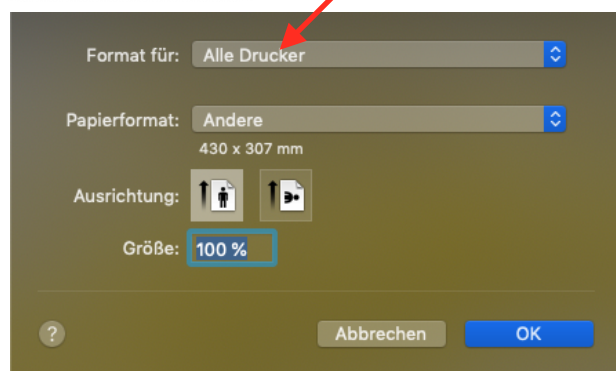 Format für: Alle Drucker
Papierformat: Andere
430 x 307 mm
Ausrichtung:
Größe: 100 %
? Abbrechen OK